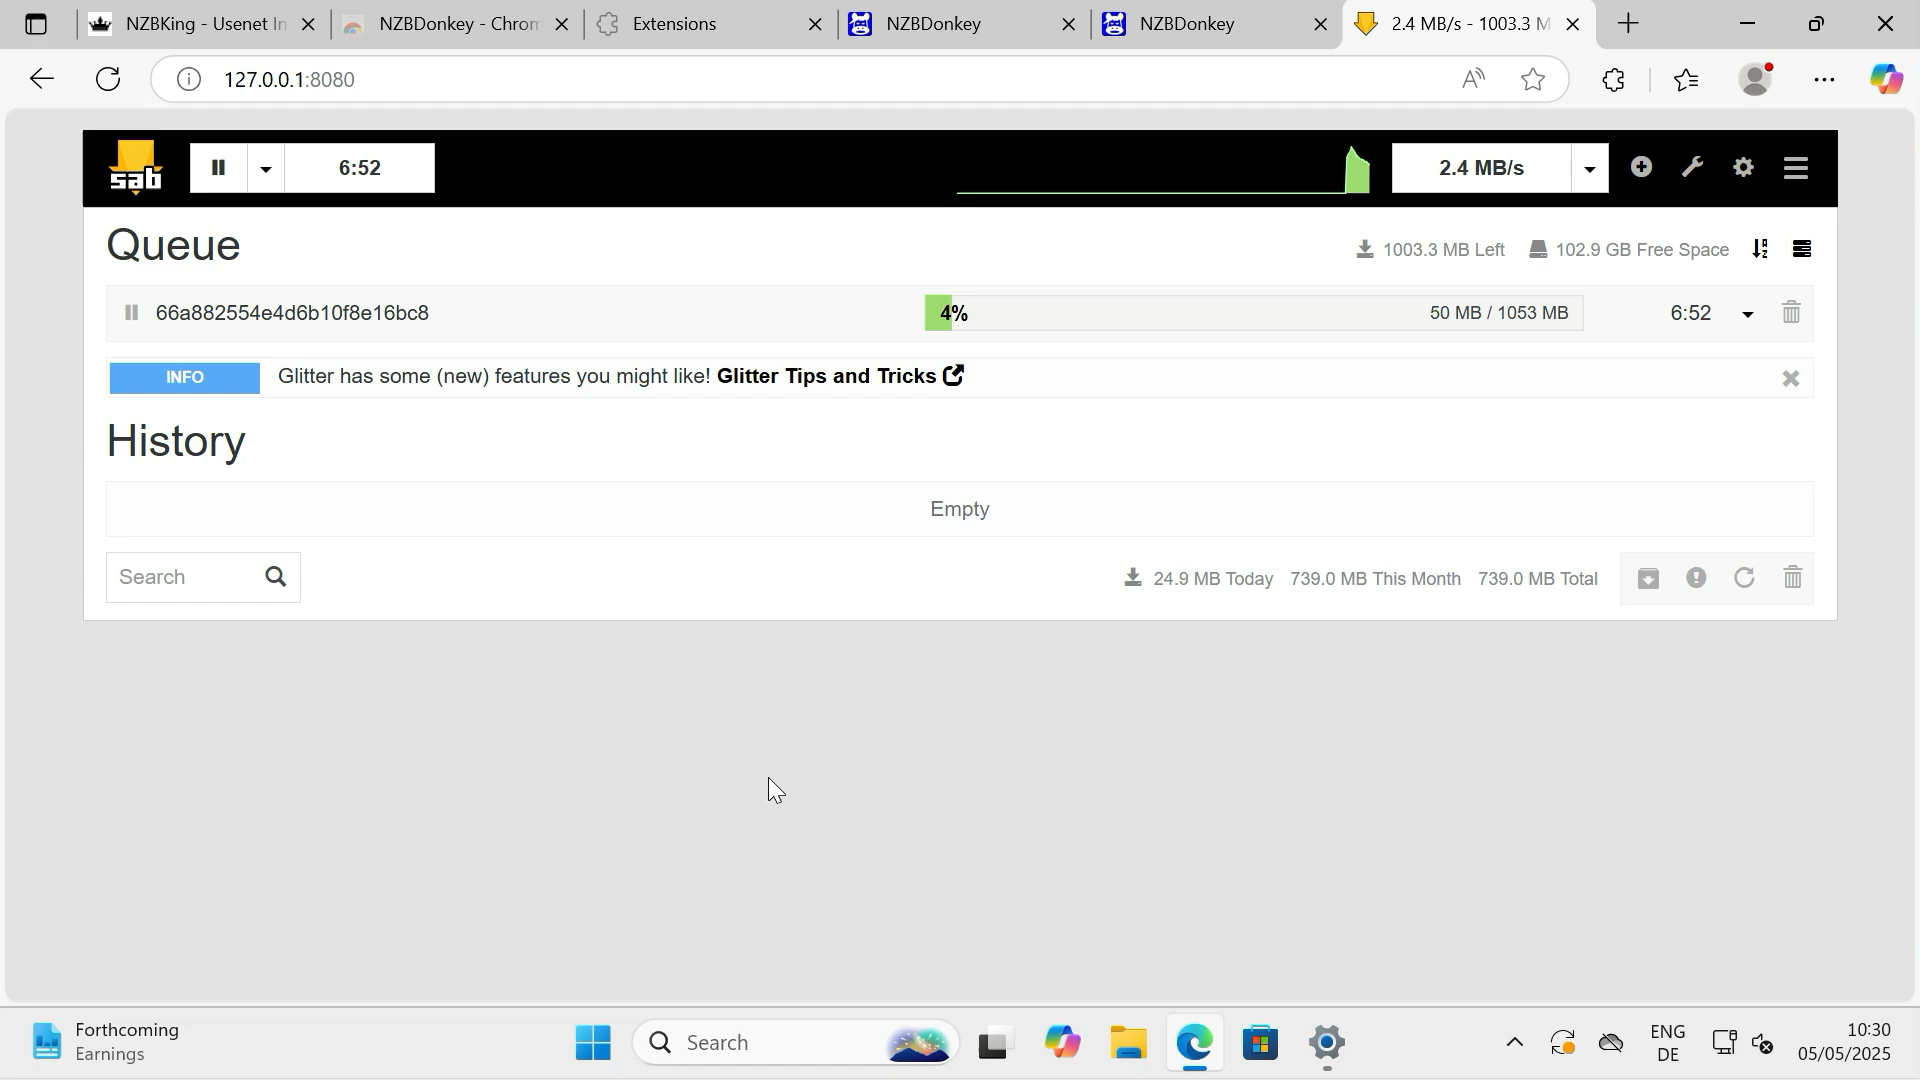 NZBKing - Usenet In
NZBDonkey - Chrom
Extensions
NZBDonkey
NZBDonkey
2.4 MB/s - 1003.3 M
127.0.0.1:8080
sab
6:52
2.4 MB/s
Queue
1003.3 MB Left
102.9 GB Free Space
66a882554e4d6b10f8e16bc8
4%
50 MB / 1053 MB
6:52
INFO
Glitter has some (new) features you might like! Glitter Tips and Tricks
History
Empty
Search
24.9 MB Today
739.0 MB This Month
739.0 MB Total
Forthcoming
Earnings
Search
ENG
DE
10:30
05/05/2025